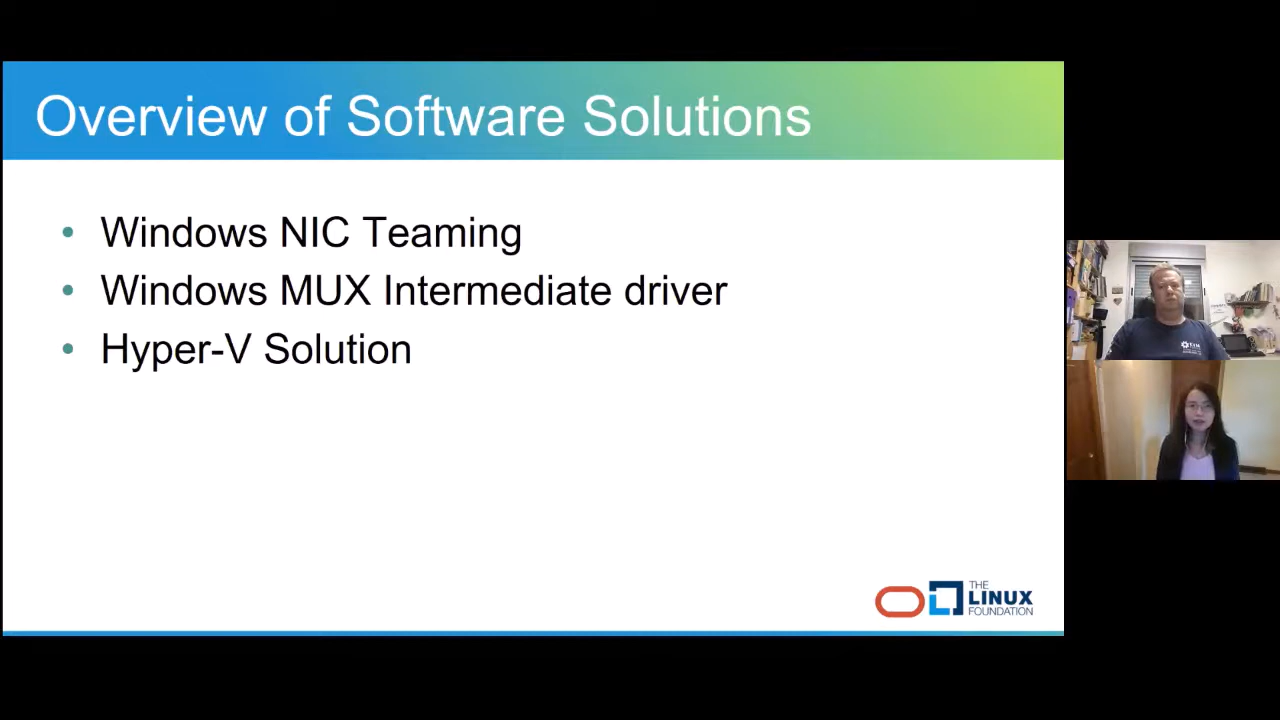 Overview of Software Solutions
• Windows NIC Teaming
• Windows MUX Intermediate driver
• Hyper-V Solution
THE
LINUX
FOUNDATION